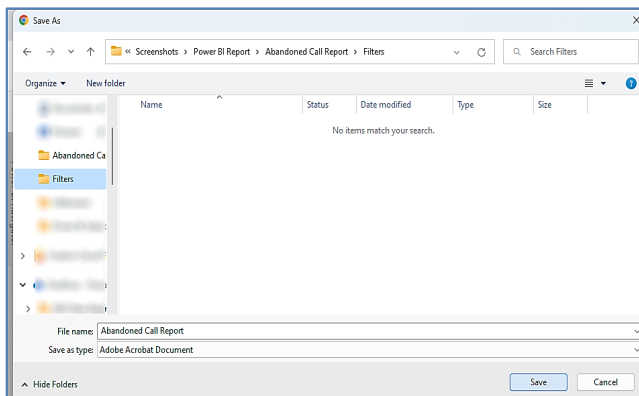 Save As
« Screenshots > Power BI Report > Abandoned Call Report > Filters
Search Filters
Organize
New folder
Name Status Date modified Type Size
No items match your search.
Abandoned Ca
Filters
File name: Abandoned Call Report
Save as type: Adobe Acrobat Document
Hide Folders
Save
Cancel